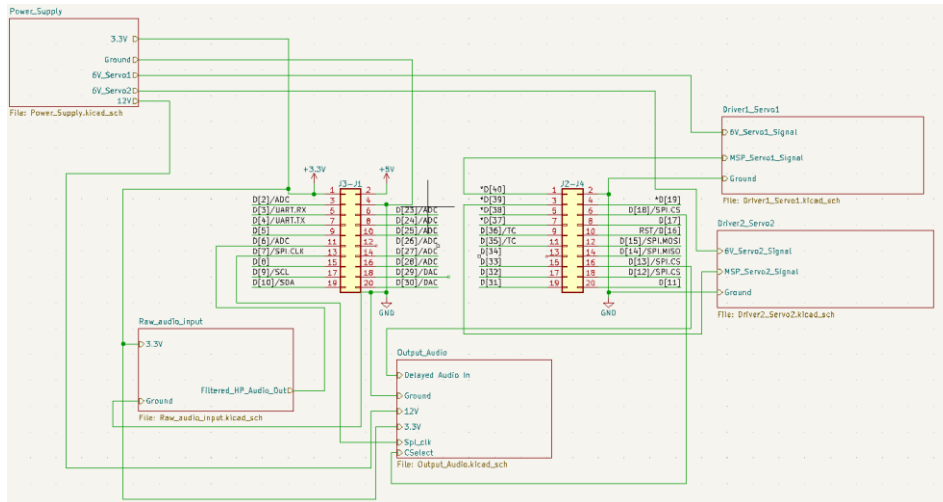 Power_Supply
3.3V
Ground
6V_Servo1
6V_Servo2
12V
File: Power_Supply.kicad_sch
Driver1_Servo1
6V_Servo1_Signal
MSP_Servo1_Signal
Ground
File: Driver1_Servo1.kicad_sch
Driver2_Servo2
6V_Servo2_Signal
MSP_Servo2_Signal
Ground
File: Driver2_Servo2.kicad_sch
+3.3V
+5V
J3-J1
1 2
D[2]/ADC 3 4
D[3]/UART.RX 5 6 D[23]/ADC
D[4]/UART.TX 7 8 D[24]/ADC
D[5] 9 10 D[25]/ADC
D[6]/ADC 11 12 D[26]/ADC
D[7]/SPI.CLK 13 14 D[27]/ADC
D[8] 15 16 D[28]/ADC
D[9]/SCL 17 18 D[29]/DAC
D[10]/SDA 19 20 D[30]/DAC
GND
J2-J4
*D[40] 1 2
*D[39] 3 4 *D[19]
*D[38] 5 6 D[18]/SPI.CS
*D[37] 7 8 D[17]
D[36]/TC 9 10 RST/D[16]
D[35]/TC 11 12 D[15]/SPI.MOSI
D[34] 13 14 D[14]/SPI.MISO
D[33] 15 16 D[13]/SPI.CS
D[32] 17 18 D[12]/SPI.CS
D[31] 19 20 D[11]
GND
Raw_audio_input
3.3V
Filtered_HP_Audio_Out
Ground
File: Raw_audio_input.kicad_sch
Output_Audio
Delayed Audio In
Ground
12V
3.3V
Spi_clk
CSelect
File: Output_Audio.kicad_sch